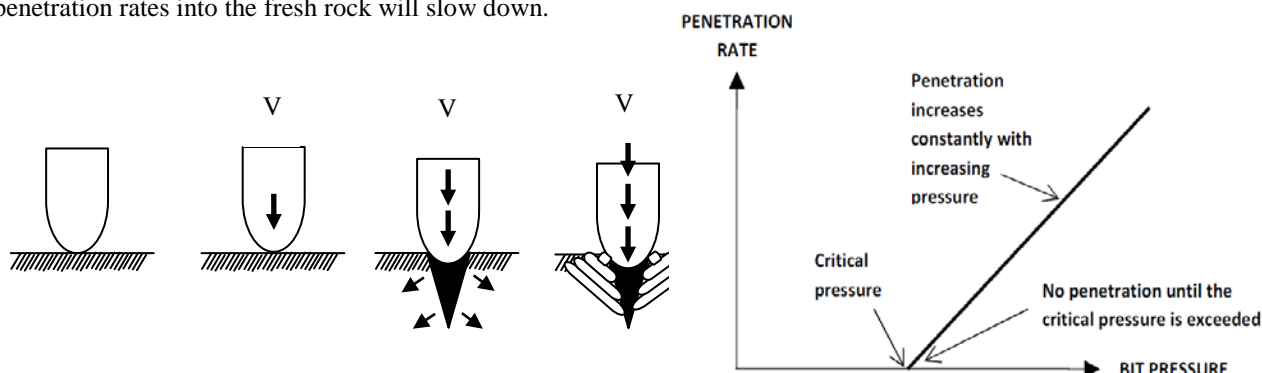 penetration rates into the fresh rock will slow down.
V
V
V
PENETRATION
RATE
Penetration
increases
constantly with
increasing
pressure
Critical
pressure
No penetration until the
critical pressure is exceeded
BIT PRESSURE